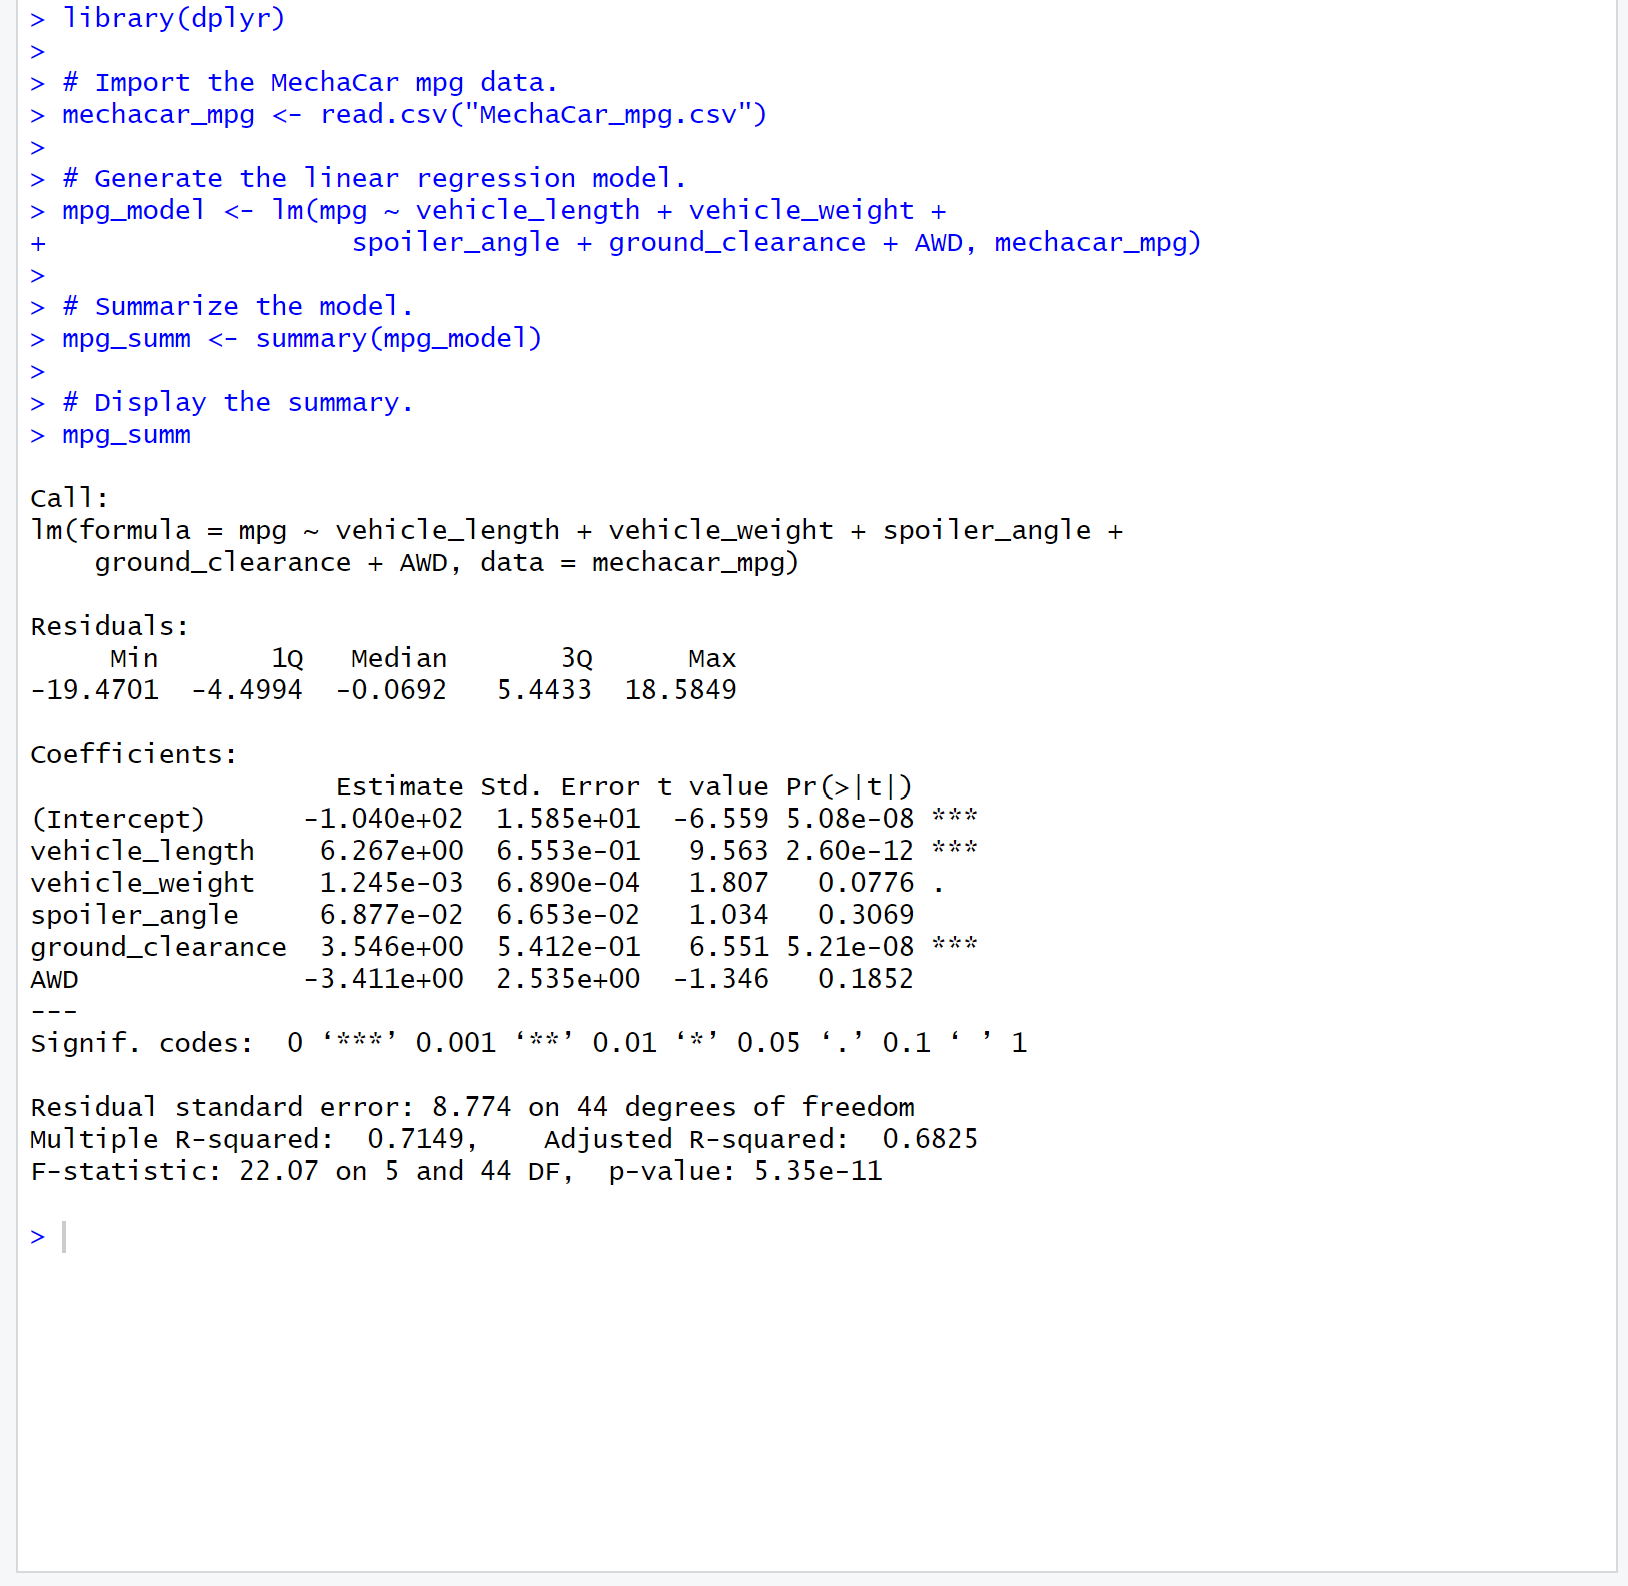 > library(dplyr)
>
> # Import the MechaCar mpg data.
> mechacar_mpg <- read.csv("MechaCar_mpg.csv")
>
> # Generate the linear regression model.
> mpg_model <- lm(mpg ~ vehicle_length + vehicle_weight +
+                   spoiler_angle + ground_clearance + AWD, mechacar_mpg)
>
> # Summarize the model.
> mpg_summ <- summary(mpg_model)
>
> # Display the summary.
> mpg_summ

Call:
lm(formula = mpg ~ vehicle_length + vehicle_weight + spoiler_angle +
    ground_clearance + AWD, data = mechacar_mpg)

Residuals:
     Min       1Q   Median       3Q      Max
-19.4701  -4.4994  -0.0692   5.4433  18.5849

Coefficients:
                   Estimate Std. Error t value Pr(>|t|)
(Intercept)      -1.040e+02  1.585e+01  -6.559 5.08e-08 ***
vehicle_length    6.267e+00  6.553e-01   9.563 2.60e-12 ***
vehicle_weight    1.245e-03  6.890e-04   1.807   0.0776 .
spoiler_angle     6.877e-02  6.653e-02   1.034   0.3069
ground_clearance  3.546e+00  5.412e-01   6.551 5.21e-08 ***
AWD              -3.411e+00  2.535e+00  -1.346   0.1852
---
Signif. codes:  0 ‘***’ 0.001 ‘**’ 0.01 ‘*’ 0.05 ‘.’ 0.1 ‘ ’ 1

Residual standard error: 8.774 on 44 degrees of freedom
Multiple R-squared:  0.7149,    Adjusted R-squared:  0.6825
F-statistic: 22.07 on 5 and 44 DF,  p-value: 5.35e-11

>